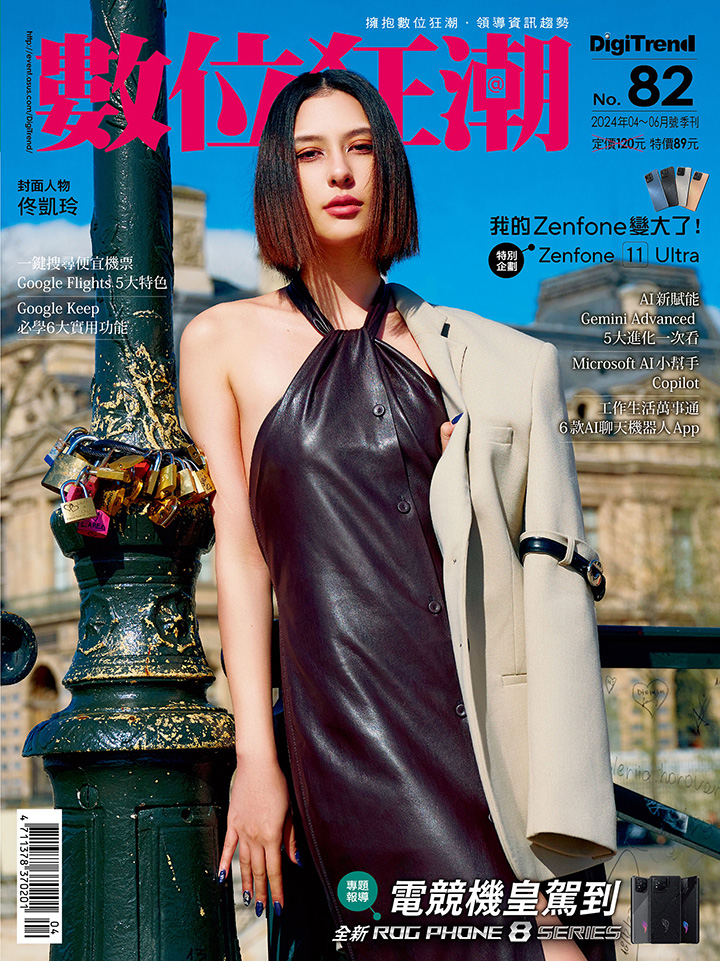 擁抱數位狂潮・領導資訊趨勢
http://event.asus.com/DigiTrend/
數位狂潮
@
DigiTrend
No. 82
2024年04～06月號季刊
定價120元 特價89元
封面人物
佟凱玲
我的Zenfone變大了!
特別
企劃
Zenfone 11 Ultra
一鍵搜尋便宜機票
Google Flights 5大特色
Google Keep
必學6大實用功能
AI新賦能
Gemini Advanced
5大進化一次看
Microsoft AI小幫手
Copilot
工作生活萬事通
6款AI聊天機器人App
專題
報導
電競機皇駕到
全新 ROG PHONE 8 SERIES
4 711378 370201
04